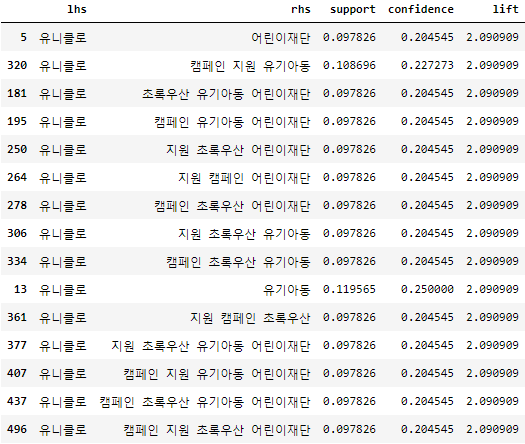 lhs rhs support confidence lift
5 유니클로 어린이재단 0.097826 0.204545 2.090909
320 유니클로 캠페인 지원 유기아동 0.108696 0.227273 2.090909
181 유니클로 초록우산 유기아동 어린이재단 0.097826 0.204545 2.090909
195 유니클로 캠페인 유기아동 어린이재단 0.097826 0.204545 2.090909
250 유니클로 지원 초록우산 어린이재단 0.097826 0.204545 2.090909
264 유니클로 지원 캠페인 어린이재단 0.097826 0.204545 2.090909
278 유니클로 캠페인 초록우산 어린이재단 0.097826 0.204545 2.090909
306 유니클로 지원 초록우산 유기아동 0.097826 0.204545 2.090909
334 유니클로 캠페인 초록우산 유기아동 0.097826 0.204545 2.090909
13 유니클로 유기아동 0.119565 0.250000 2.090909
361 유니클로 지원 캠페인 초록우산 0.097826 0.204545 2.090909
377 유니클로 지원 초록우산 유기아동 어린이재단 0.097826 0.204545 2.090909
407 유니클로 캠페인 지원 유기아동 어린이재단 0.097826 0.204545 2.090909
437 유니클로 캠페인 초록우산 유기아동 어린이재단 0.097826 0.204545 2.090909
496 유니클로 캠페인 지원 초록우산 어린이재단 0.097826 0.204545 2.090909